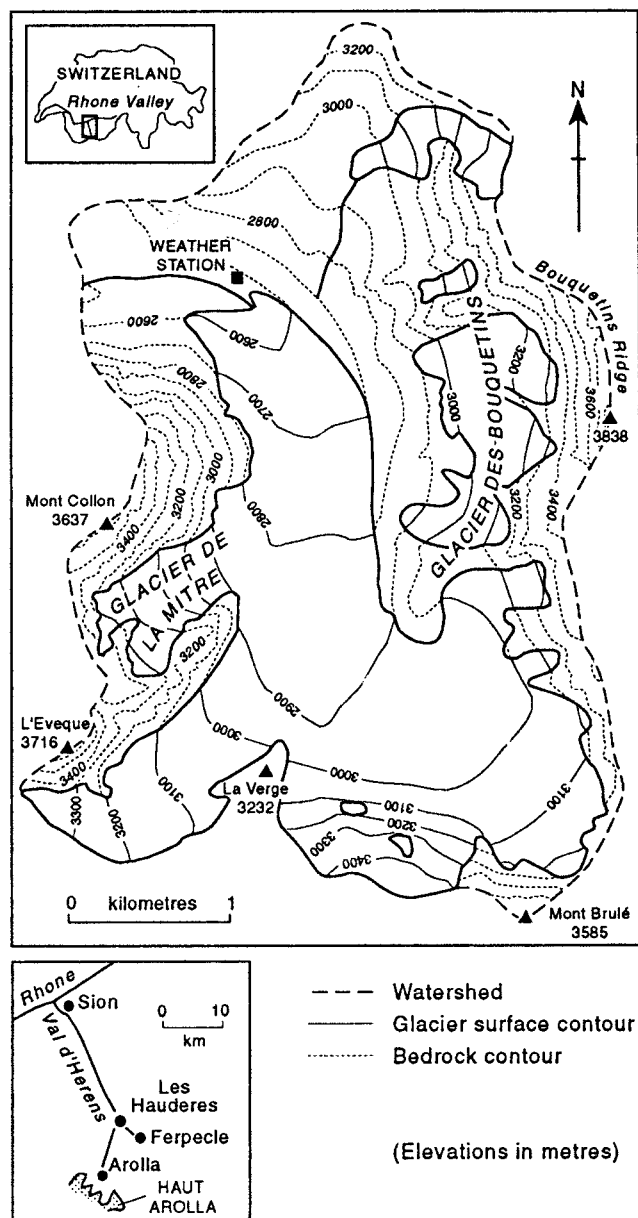 SWITZERLAND
Rhone Valley
N
3200
3000
2800
WEATHER
STATION
2600
2600
2700
2800
2800
3000
3200
3400
Mont Collon
3637
GLACIER DE
LA MITRE
3200
L'Eveque
3716
3400
3300
3200
3100
La Verge
3232
2900
3000
3000
3100
3200
3300
3400
3100
Bouquetins Ridge
3200
3600
3838
3000
GLACIER DES BOUQUETINS
3200
3400
Mont Brulé
3585
0 kilometres 1
Rhone
Sion
0 10
km
Val d'Herens
Les
Hauderes
Ferpecle
Arolla
HAUT
AROLLA
Watershed
Glacier surface contour
Bedrock contour
(Elevations in metres)